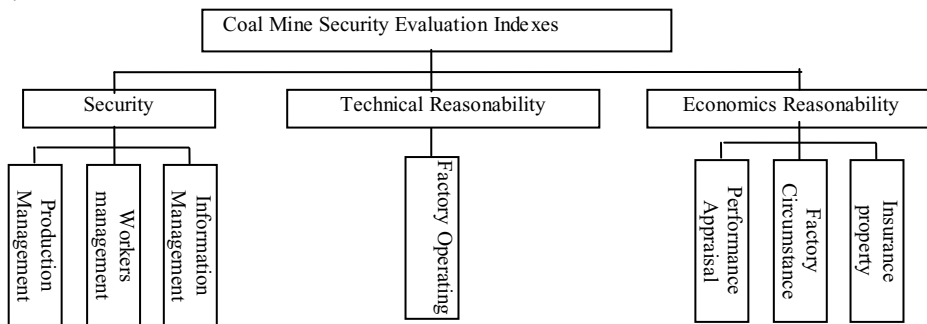 Coal Mine Security Evaluation Indexes
Security
Technical Reasonability
Economics Reasonability
Production
Management
Workers
management
Information
Management
Factory Operating
Performance
Appraisal
Factory
Circumstance
Insurance
property